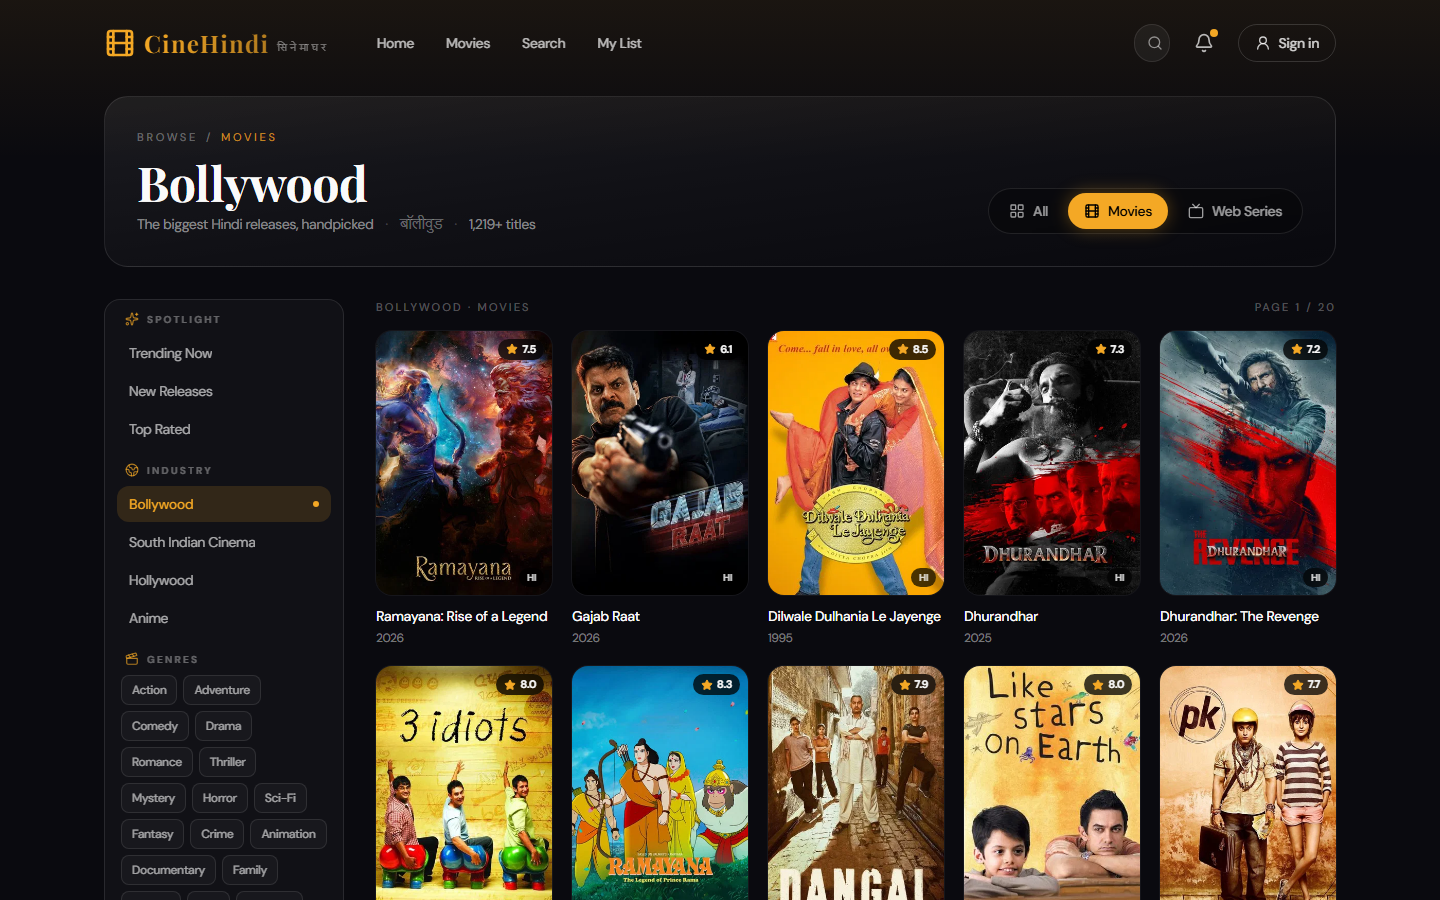 CineHindi सिनेमाघर
Home Movies Search My List
Sign in
BROWSE / MOVIES
Bollywood
The biggest Hindi releases, handpicked · बॉलीवुड · 1,219+ titles
All Movies Web Series
SPOTLIGHT
Trending Now
New Releases
Top Rated
INDUSTRY
Bollywood
South Indian Cinema
Hollywood
Anime
GENRES
Action Adventure
Comedy Drama
Romance Thriller
Mystery Horror Sci-Fi
Fantasy Crime Animation
Documentary Family
BOLLYWOOD · MOVIES
PAGE 1 / 20
7.5
Ramayana
RISE OF A LEGEND
HI
Ramayana: Rise of a Legend
2026
6.1
GAJAB
RAAT
HI
Gajab Raat
2026
Come... fall in love, all
8.5
Dilwale Dulhania
Le Jayenge
HI
Dilwale Dulhania Le Jayenge
1995
7.3
DHURANDHAR
HI
Dhurandhar
2025
7.2
THE
REVENGE
DHURANDHAR
HI
Dhurandhar: The Revenge
2026
8.0
3 idiots
8.3
RAMAYANA
The Legend of Prince Rama
7.9
DANGAL
8.0
Like
stars
on Earth
7.7
pk